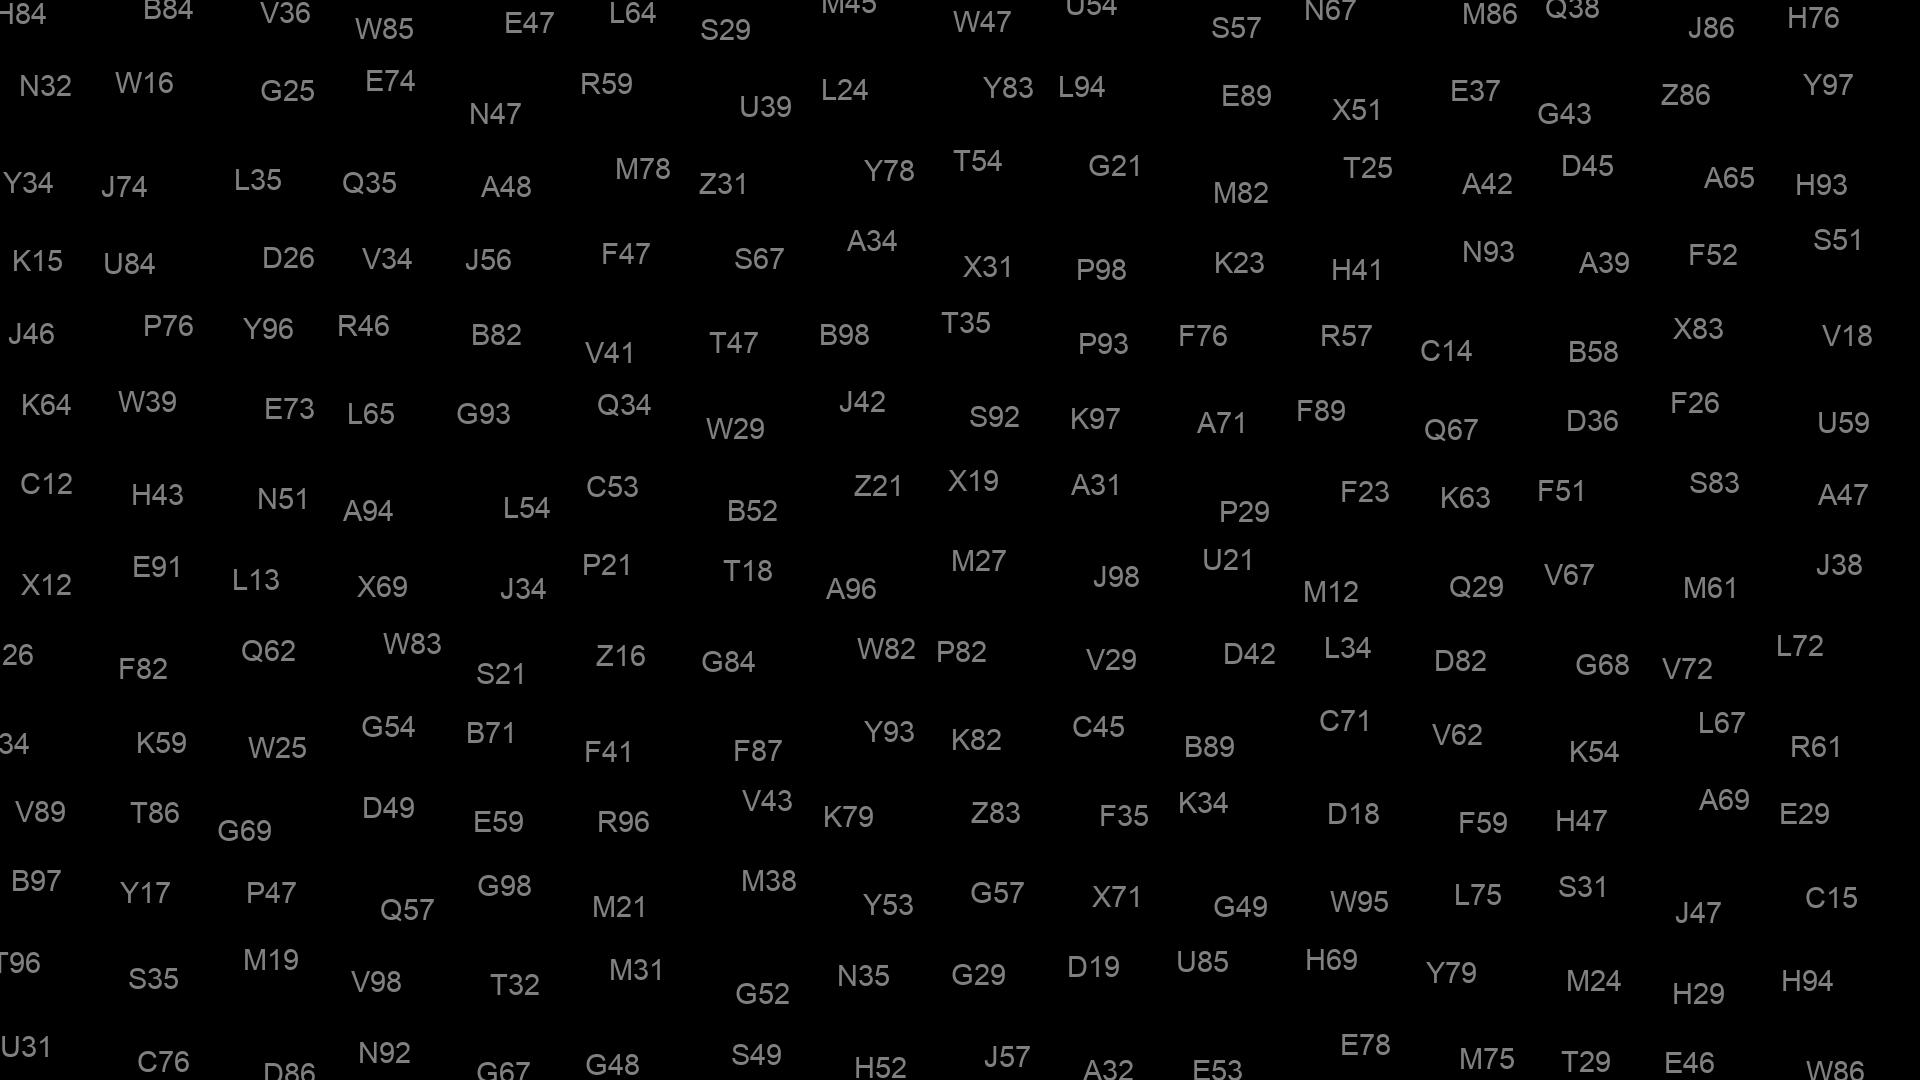 H84 B84 V36 W85 E47 L64 S29 M45 W47 U54 S57 N67 M86 Q38 J86 H76
N32 W16 G25 E74 N47 R59 U39 L24 Y83 L94 E89 X51 E37 G43 Z86 Y97
Y34 J74 L35 Q35 A48 M78 Z31 Y78 T54 G21 M82 T25 A42 D45 A65 H93
K15 U84 D26 V34 J56 F47 S67 A34 X31 P98 K23 H41 N93 A39 F52 S51
J46 P76 Y96 R46 B82 V41 T47 B98 T35 P93 F76 R57 C14 B58 X83 V18
K64 W39 E73 L65 G93 Q34 W29 J42 S92 K97 A71 F89 Q67 D36 F26 U59
C12 H43 N51 A94 L54 C53 B52 Z21 X19 A31 P29 F23 K63 F51 S83 A47
X12 E91 L13 X69 J34 P21 T18 A96 M27 J98 U21 M12 Q29 V67 M61 J38
26 F82 Q62 W83 S21 Z16 G84 W82 P82 V29 D42 L34 D82 G68 V72 L72
34 K59 W25 G54 B71 F41 F87 Y93 K82 C45 B89 C71 V62 K54 L67 R61
V89 T86 G69 D49 E59 R96 V43 K79 Z83 F35 K34 D18 F59 H47 A69 E29
B97 Y17 P47 Q57 G98 M21 M38 Y53 G57 X71 G49 W95 L75 S31 J47 C15
T96 S35 M19 V98 T32 M31 G52 N35 G29 D19 U85 H69 Y79 M24 H29 H94
U31 C76 D86 N92 G67 G48 S49 H52 J57 A32 E53 E78 M75 T29 E46 W86